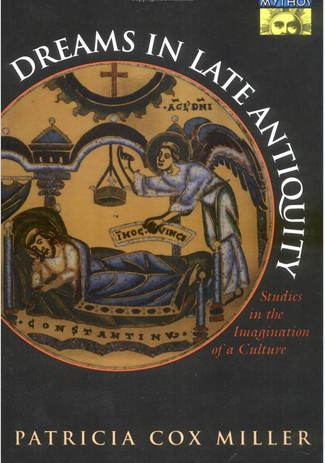 MYTHOS
DREAMS IN LATE ANTIQUITY
Studies
in the
Imagination
of a Culture
PATRICIA COX MILLER